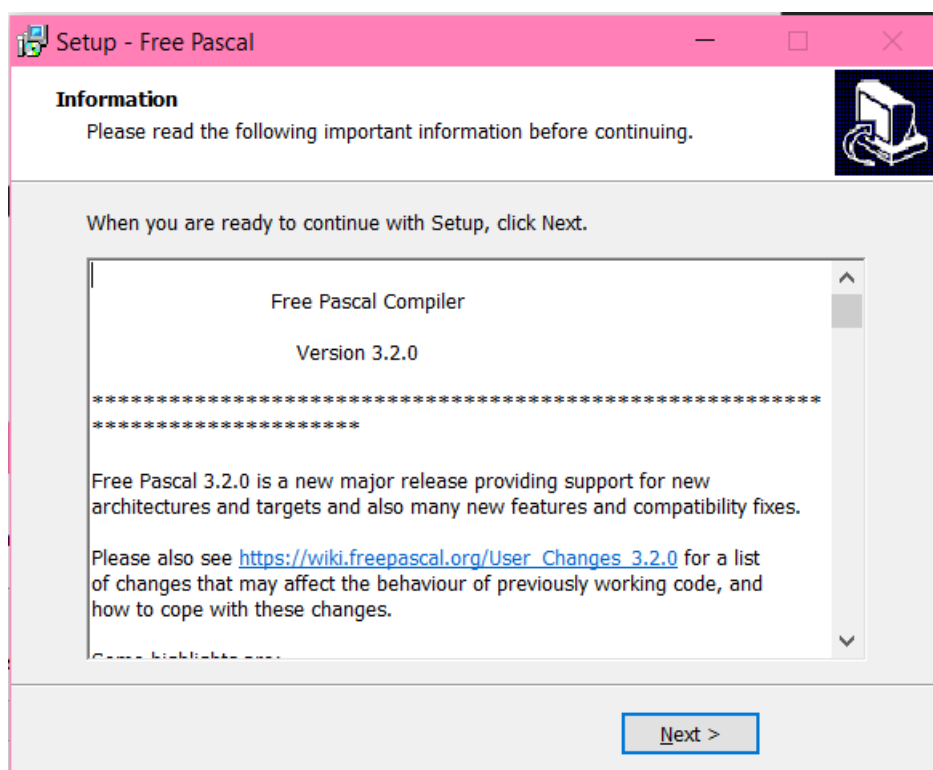 Setup - Free Pascal
Information
Please read the following important information before continuing.
When you are ready to continue with Setup, click Next.
Free Pascal Compiler
Version 3.2.0
*********************************************************
*********************
Free Pascal 3.2.0 is a new major release providing support for new
architectures and targets and also many new features and compatibility fixes.
Please also see https://wiki.freepascal.org/User_Changes_3.2.0 for a list
of changes that may affect the behaviour of previously working code, and
how to cope with these changes.
Some highlights are:
Next >